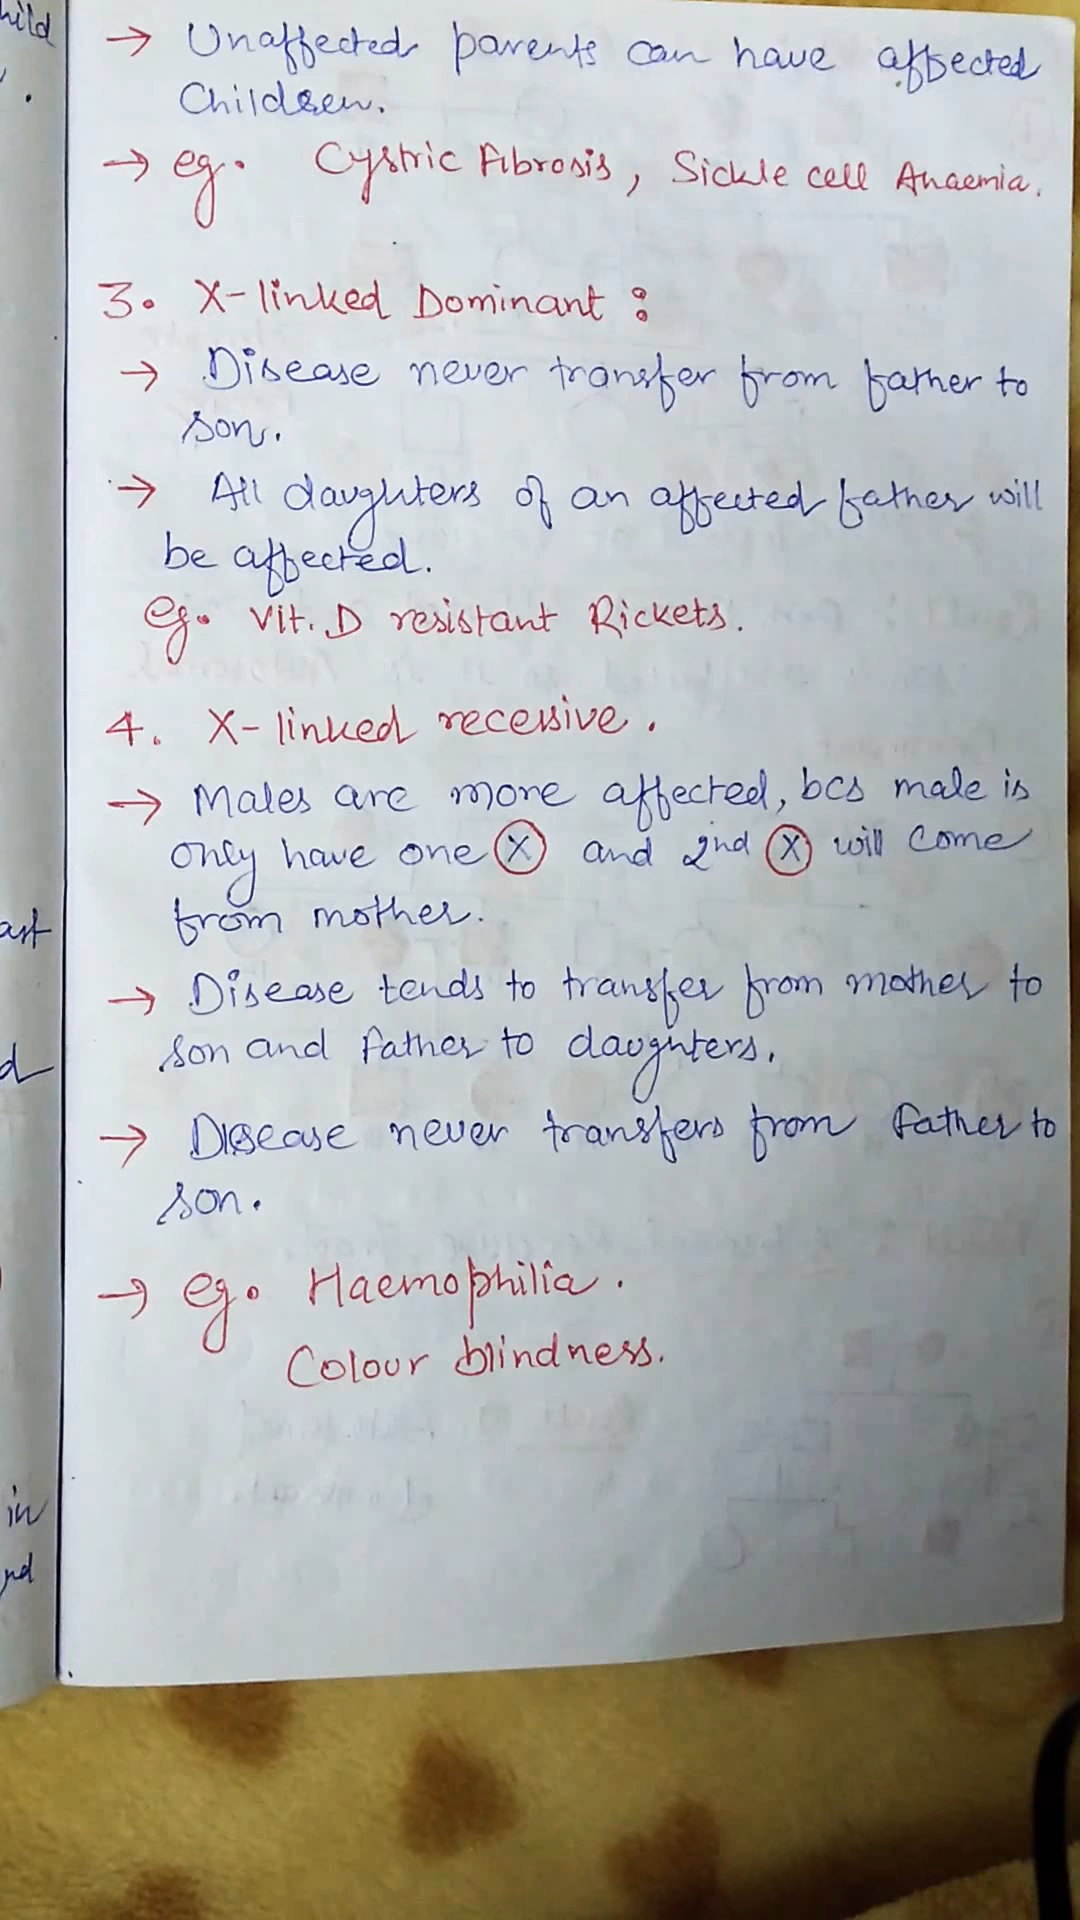 hild
→ Unaffected parents can have affected
Children.
→ eg. Cystric Fibrosis, Sickle cell Anaemia.
3. X-linked Dominant :
→ Disease never transfer from father to
son.
→ All daughters of an affected father will
be affected.
eg. Vit. D resistant Rickets.
4. X-linked recessive.
→ Males are more affected, bcs male is
only have one X and 2nd X will come
from mother.
→ Disease tends to transfer from mother to
son and father to daughters.
→ Disease never transfers from father to
son.
→ eg. Haemophilia.
Colour blindness.
in